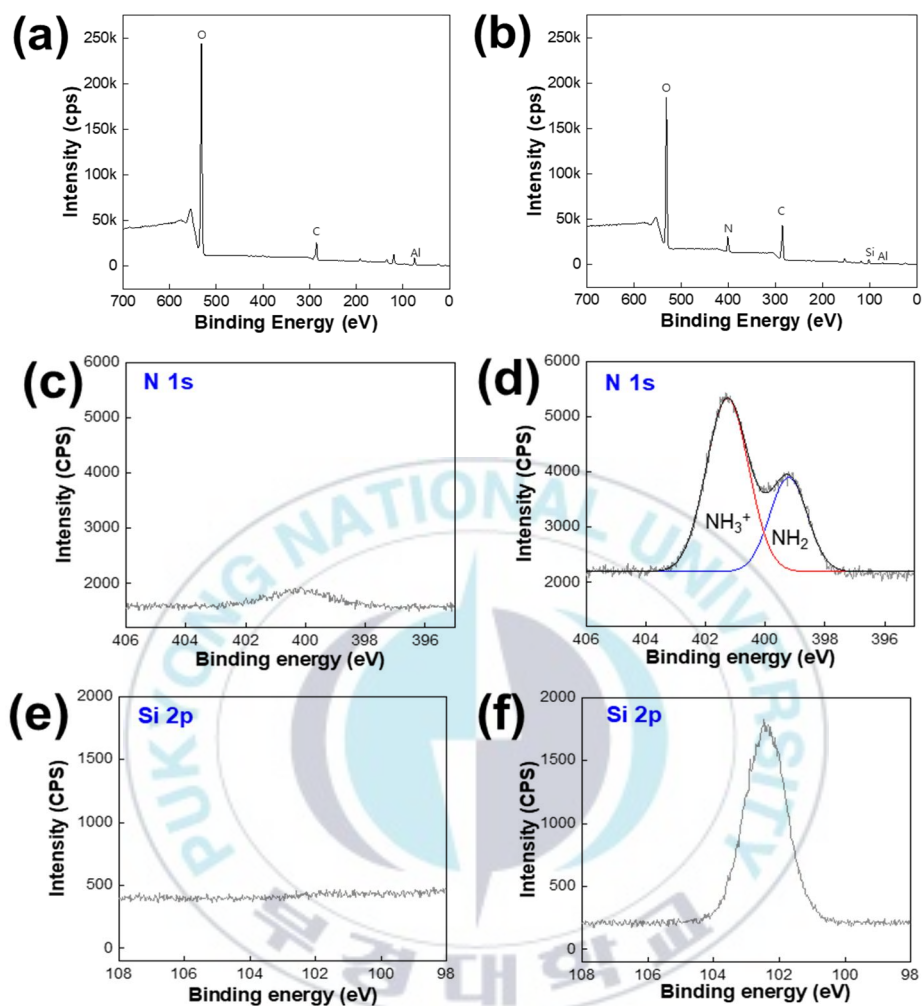 (a)
250k
200k
150k
100k
50k
0
Intensity (cps)
O
C
Al
700 600 500 400 300 200 100 0
Binding Energy (eV)
(b)
250k
200k
150k
100k
50k
0
Intensity (cps)
O
N
C
Si
Al
700 600 500 400 300 200 100 0
Binding Energy (eV)
(c)
N 1s
6000
5000
4000
3000
2000
Intensity (CPS)
406 404 402 400 398 396
Binding energy (eV)
(d)
N 1s
6000
5000
4000
3000
2000
Intensity (CPS)
NH₃⁺
NH₂
406 404 402 400 398 396
Binding energy (eV)
(e)
Si 2p
2000
1500
1000
500
0
Intensity (CPS)
108 106 104 102 100 98
Binding energy (eV)
(f)
Si 2p
2000
1500
1000
500
0
Intensity (CPS)
108 106 104 102 100 98
Binding energy (eV)
PUKYONG NATIONAL UNIVERSITY
부경대학교